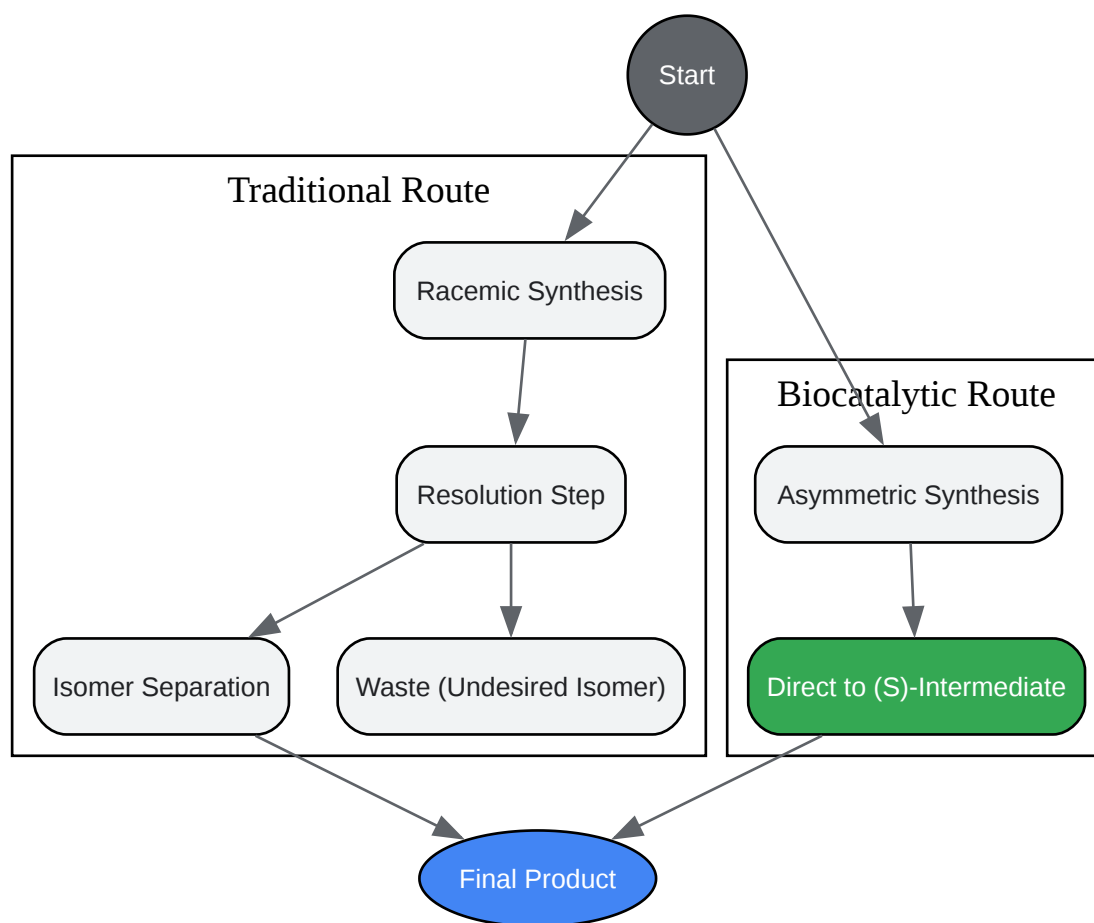 Start
Traditional Route
Racemic Synthesis
Biocatalytic Route
Resolution Step
Asymmetric Synthesis
Isomer Separation
Waste (Undesired Isomer)
Direct to (S)-Intermediate
Final Product